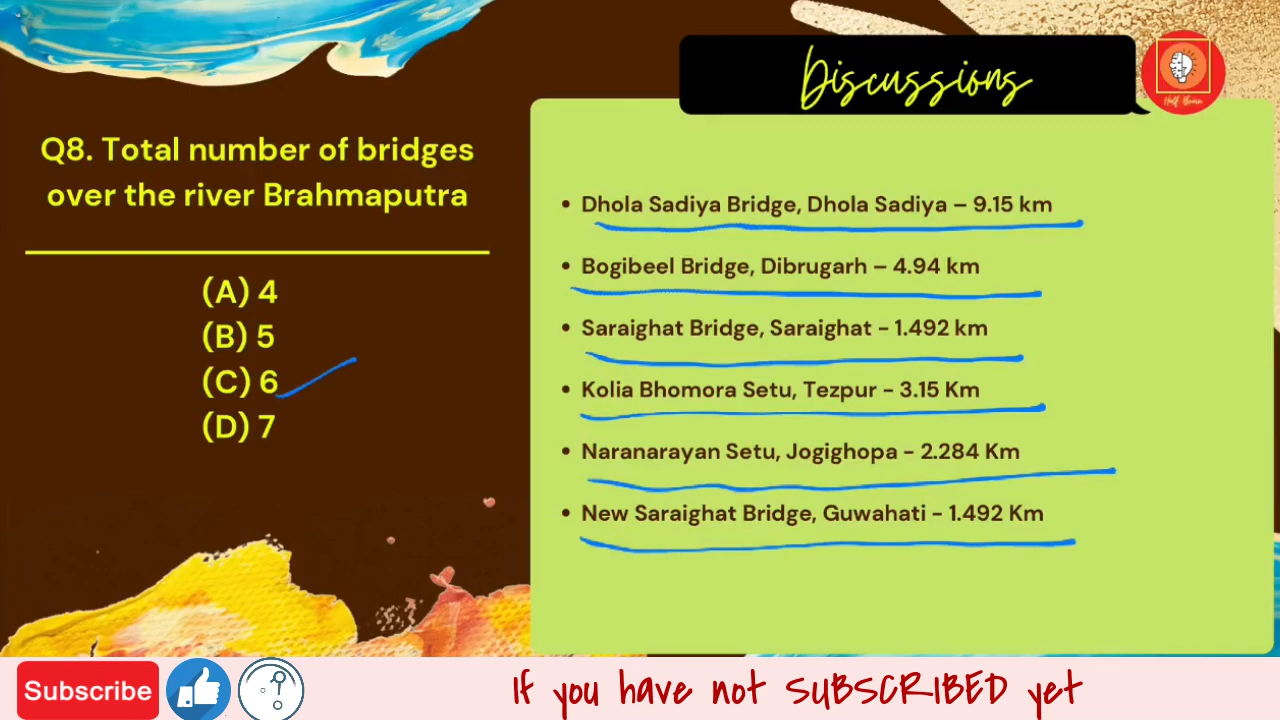 Discussions
Half Brain
Q8. Total number of bridges
over the river Brahmaputra
(A) 4
(B) 5
(C) 6
(D) 7
• Dhola Sadiya Bridge, Dhola Sadiya – 9.15 km
• Bogibeel Bridge, Dibrugarh – 4.94 km
• Saraighat Bridge, Saraighat - 1.492 km
• Kolia Bhomora Setu, Tezpur - 3.15 Km
• Naranarayan Setu, Jogighopa - 2.284 Km
• New Saraighat Bridge, Guwahati - 1.492 Km
Subscribe
If you have not SUBSCRIBED yet